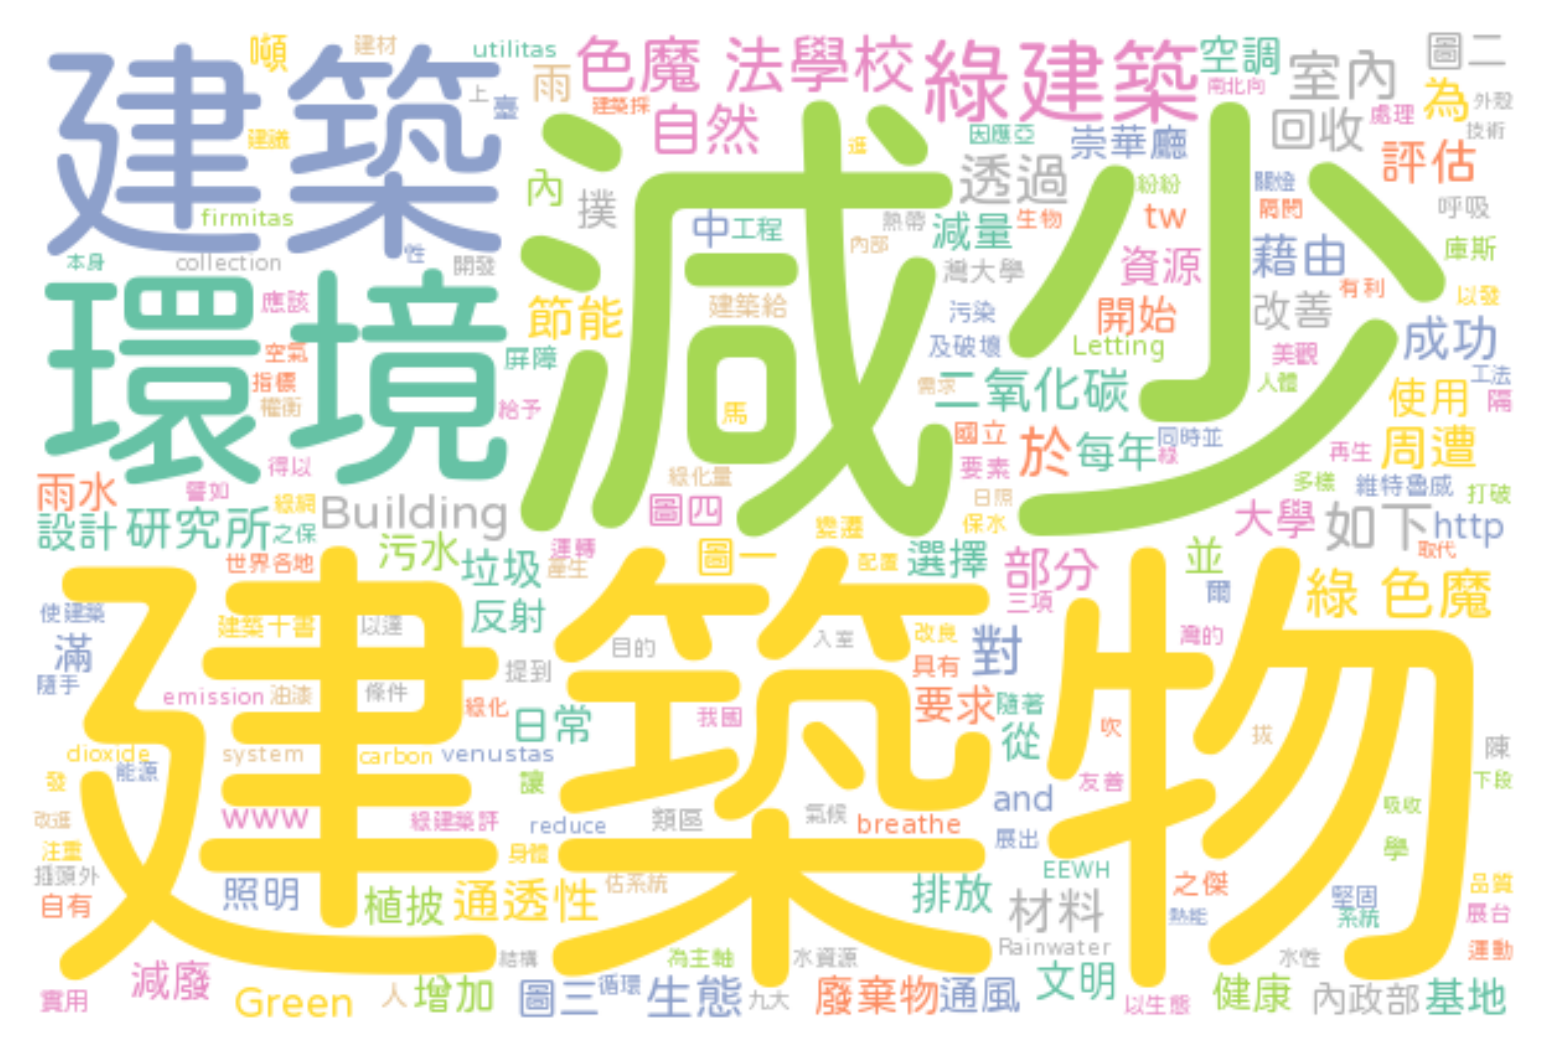 建築
噸
建材
utilitas
上
臺
雨
色魔 法學校
建築採
綠建築
空調
南北向
室內
圖二
為
外殼
處理
技術
回收
評估
建議
firmitas
性
本身
collection
開發
內
撲
自然
減少
逛
因應亞
崇華廳
透過
紛紛
關燈
隔閡
呼吸
tw
中
工程
熱帶
減量
生物
內部
灣大學
資源
藉由
庫斯
有利
以發
環境
應該
空氣
指標
權衡
得以
節能
屏障
給予
建築給
馬
綠化量
污染
及破壞
需求
開始
Letting
改善
美觀
人體
成功
工法
使用
隔
二氧化碳
國立
要素
日照
保水
於
每年
同時並
綠
周遭
再生
多樣
維特魯威
打破
雨水
譬如
綠網
之保
設計
研究所
世界各地
Building
污水
垃圾
運轉
產生
圖四
變遷
圖一
配置
選擇
部分
三項
大學
如下
http
取代
並
爾
綠 色魔
建築物
使建築
滿
隨手
建築十書
以達
反射
提到
目的
入室
改良
具有
對
灣的
emission
油漆
條件
綠化
日常
我國
要求
隨著
從
吹
拔
陳
下段
dioxide
能源
發
system
carbon
venustas
讓
友善
and
展出
吸收
學
改進
注重
插頭外
自有
www
綠建築評
reduce
類區
氣候
breathe
身體
估系統
EEWH
之傑
熱能
堅固
系統
品質
展台
運動
照明
植披
通透性
排放
材料
Rainwater
水性
結構
為主軸
水資源
減廢
實用
Green
人
增加
圖三
循環
生態
九大
廢棄物
通風
文明
以生態
健康
內政部
基地